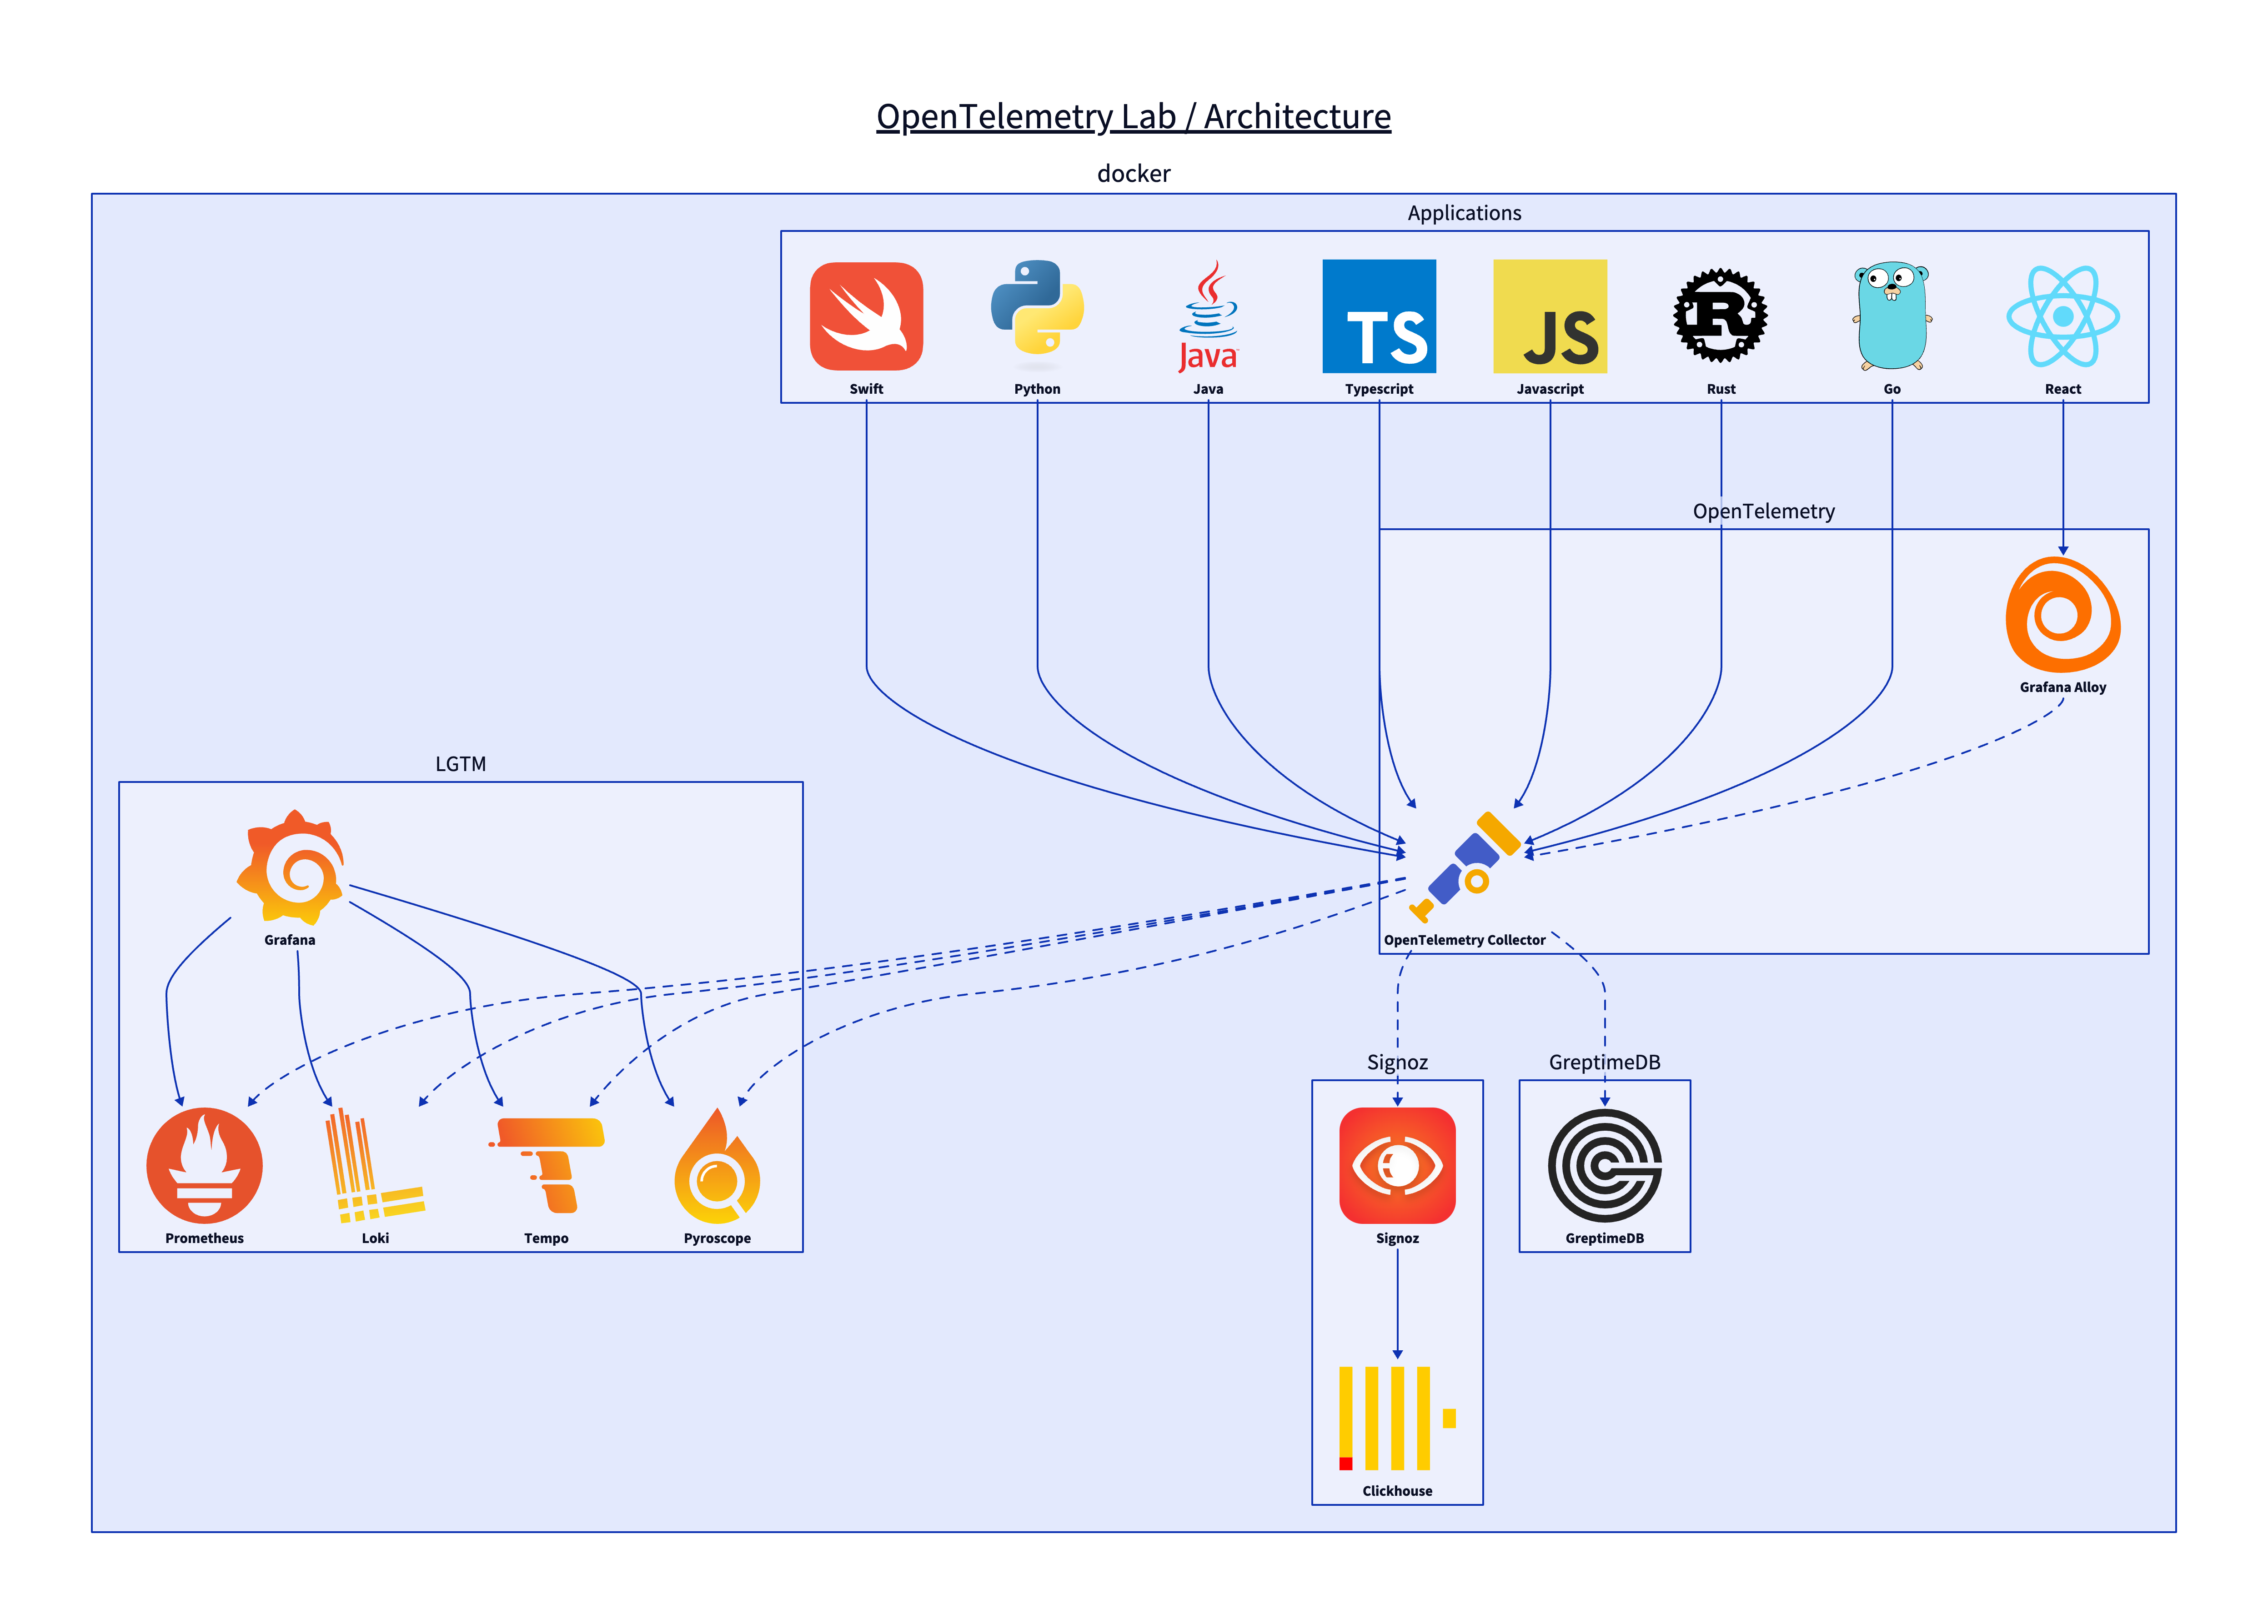 OpenTelemetry Lab / Architecture
docker
Applications
TS
JS
Java
R
Swift
Python
Java
Typescript
Javascript
Rust
Go
React
OpenTelemetry
Grafana Alloy
LGTM
Grafana
OpenTelemetry Collector
Signoz
GreptimeDB
Prometheus
Loki
Tempo
Pyroscope
Signoz
GreptimeDB
Clickhouse